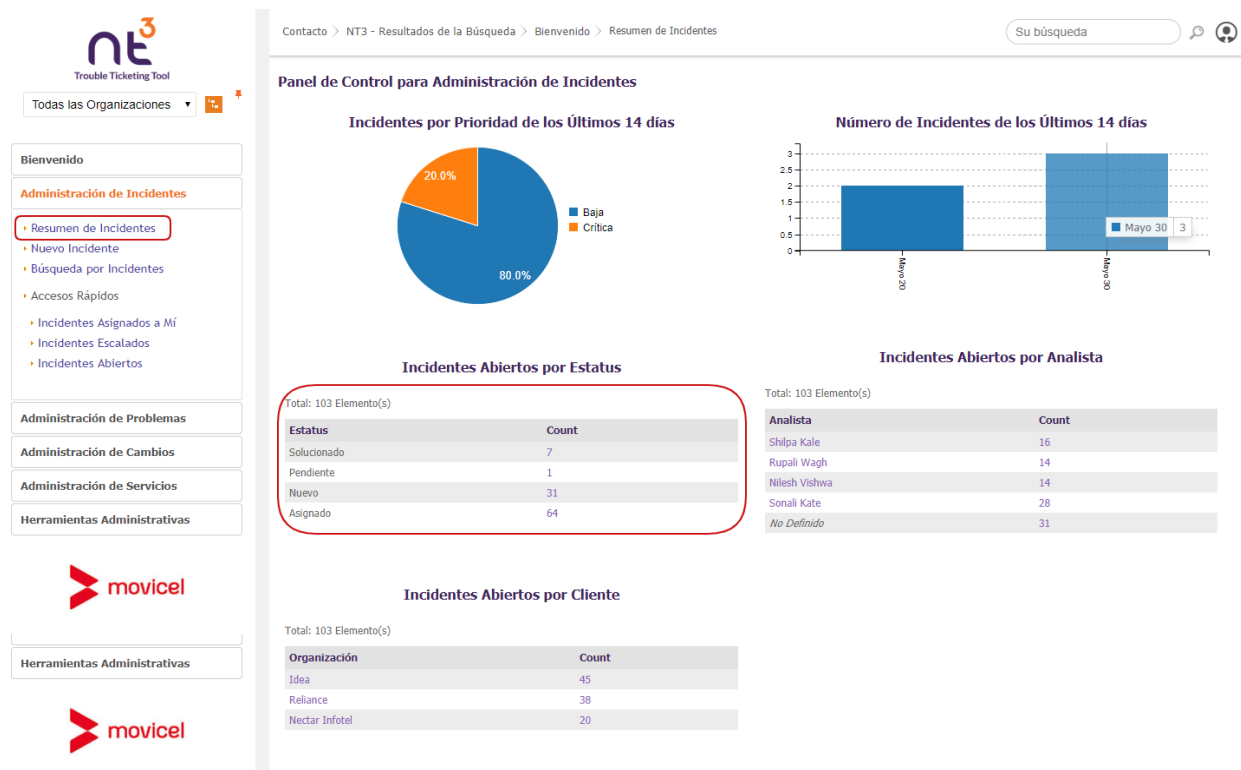 nt3
Trouble Ticketing Tool
Todas las Organizaciones
Bienvenido
Administración de Incidentes
Resumen de Incidentes
Nuevo Incidente
Búsqueda por Incidentes
Accesos Rápidos
Incidentes Asignados a Mí
Incidentes Escalados
Incidentes Abiertos
Administración de Problemas
Administración de Cambios
Administración de Servicios
Herramientas Administrativas
movicel
Herramientas Administrativas
movicel
Contacto > NT3 - Resultados de la Búsqueda > Bienvenido > Resumen de Incidentes
Su búsqueda
Panel de Control para Administración de Incidentes
Incidentes por Prioridad de los Últimos 14 días
20.0%
80.0%
Baja
Crítica
Número de Incidentes de los Últimos 14 días
3
2.5
2
1.5
1
0.5
0
Mayo 20
Mayo 30
Mayo 30 3
Incidentes Abiertos por Estatus
Total: 103 Elemento(s)
Estatus Count
Solucionado 7
Pendiente 1
Nuevo 31
Asignado 64
Incidentes Abiertos por Analista
Total: 103 Elemento(s)
Analista Count
Shilpa Kale 16
Rupali Wagh 14
Nilesh Vishwa 14
Sonali Kate 28
No Definido 31
Incidentes Abiertos por Cliente
Total: 103 Elemento(s)
Organización Count
Idea 45
Reliance 38
Nectar Infotel 20